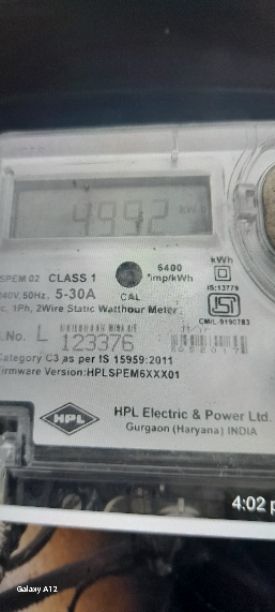 4992 kWh
SPEM 02 CLASS 1
6400
imp/kWh
kWh
IS:13779
240V, 50Hz, 5-30A
CAL
c, 1Ph, 2Wire Static Watthour Meter
CM/L-9190783
.No. L 123376
Category C3 as per IS 15959:2011
Firmware Version:HPLSPEM6XXX01
HPL
HPL Electric & Power Ltd.
Gurgaon (Haryana) INDIA
4:02 p
Galaxy A12